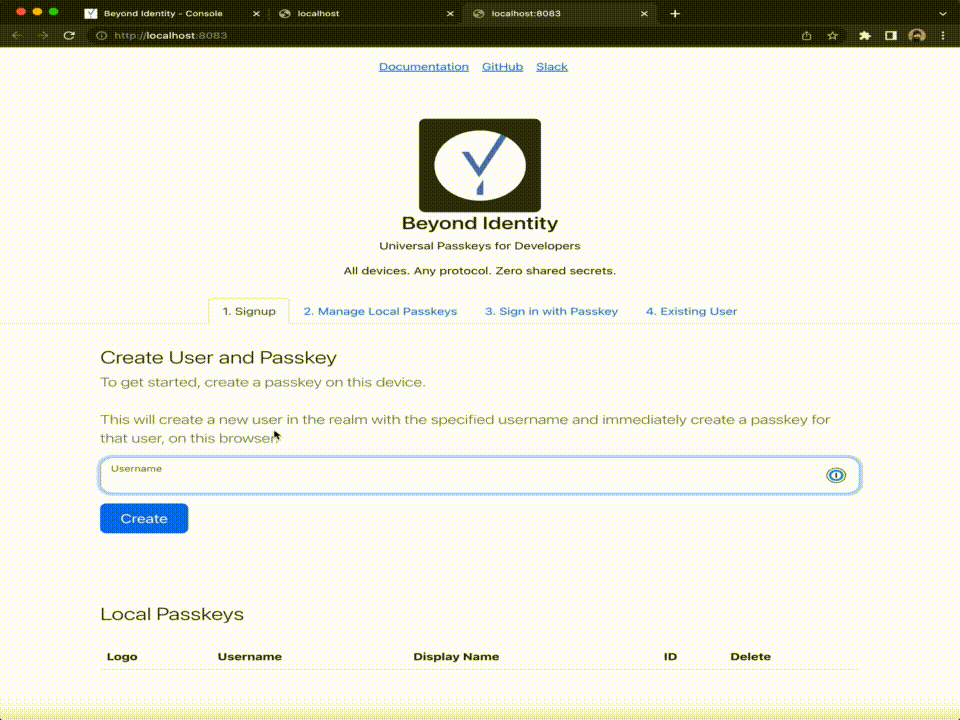 Beyond Identity - Console
localhost
localhost:8083
http://localhost:8083
Documentation GitHub Slack
Beyond Identity
Universal Passkeys for Developers
All devices. Any protocol. Zero shared secrets.
1. Signup 2. Manage Local Passkeys 3. Sign in with Passkey 4. Existing User
Create User and Passkey
To get started, create a passkey on this device.
This will create a new user in the realm with the specified username and immediately create a passkey for
that user, on this browser.
Username
Create
Local Passkeys
Logo Username Display Name ID Delete